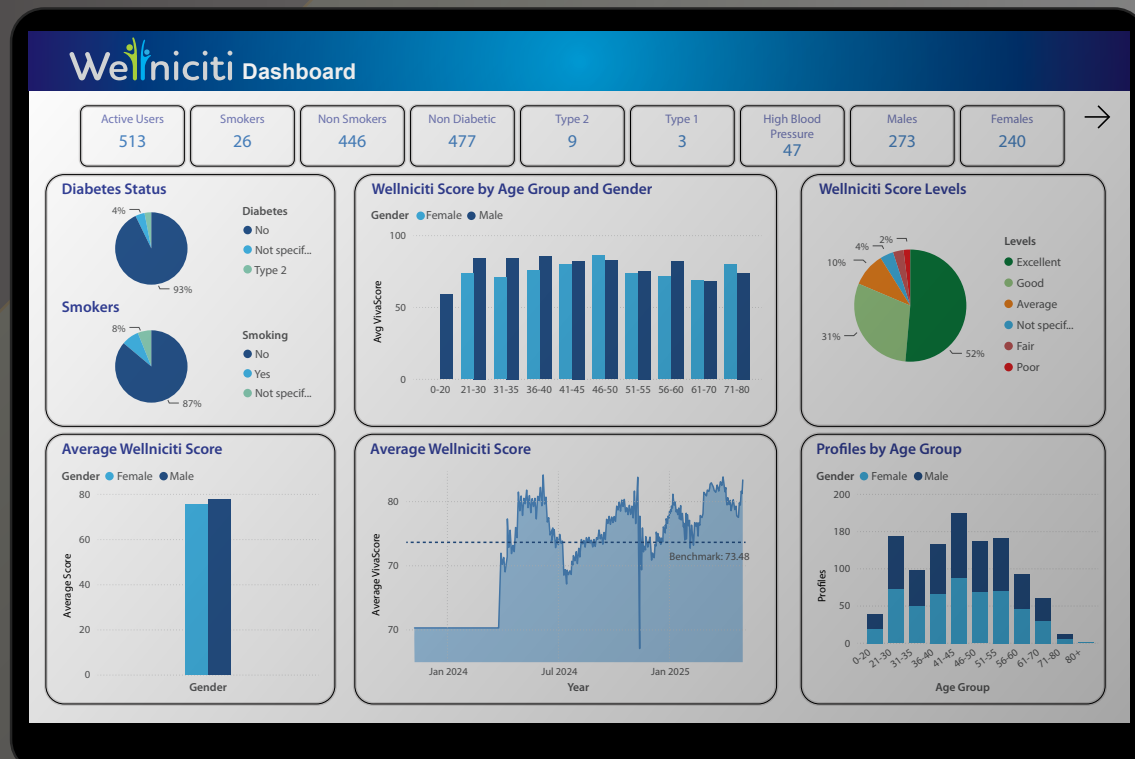 Wellniciti Dashboard
Active Users
513
Smokers
26
Non Smokers
446
Non Diabetic
477
Type 2
9
Type 1
3
High Blood
Pressure
47
Males
273
Females
240
Diabetes Status
4%
93%
Diabetes
No
Not specif...
Type 2
Smokers
8%
87%
Smoking
No
Yes
Not specif...
Wellniciti Score by Age Group and Gender
Gender Female Male
Avg VivaScore
100
50
0
0-20 21-30 31-35 36-40 41-45 46-50 51-55 56-60 61-70 71-80
Wellniciti Score Levels
2%
4%
10%
31%
52%
Levels
Excellent
Good
Average
Not specif...
Fair
Poor
Average Wellniciti Score
Gender Female Male
Average Score
80
60
40
20
0
Gender
Average Wellniciti Score
Average VivaScore
80
70
70
Benchmark: 73.48
Jan 2024 Jul 2024 Jan 2025
Year
Profiles by Age Group
Gender Female Male
Profiles
200
180
100
50
0
0-20 21-30 31-35 36-40 41-45 46-50 51-55 56-60 61-70 71-80 80+
Age Group